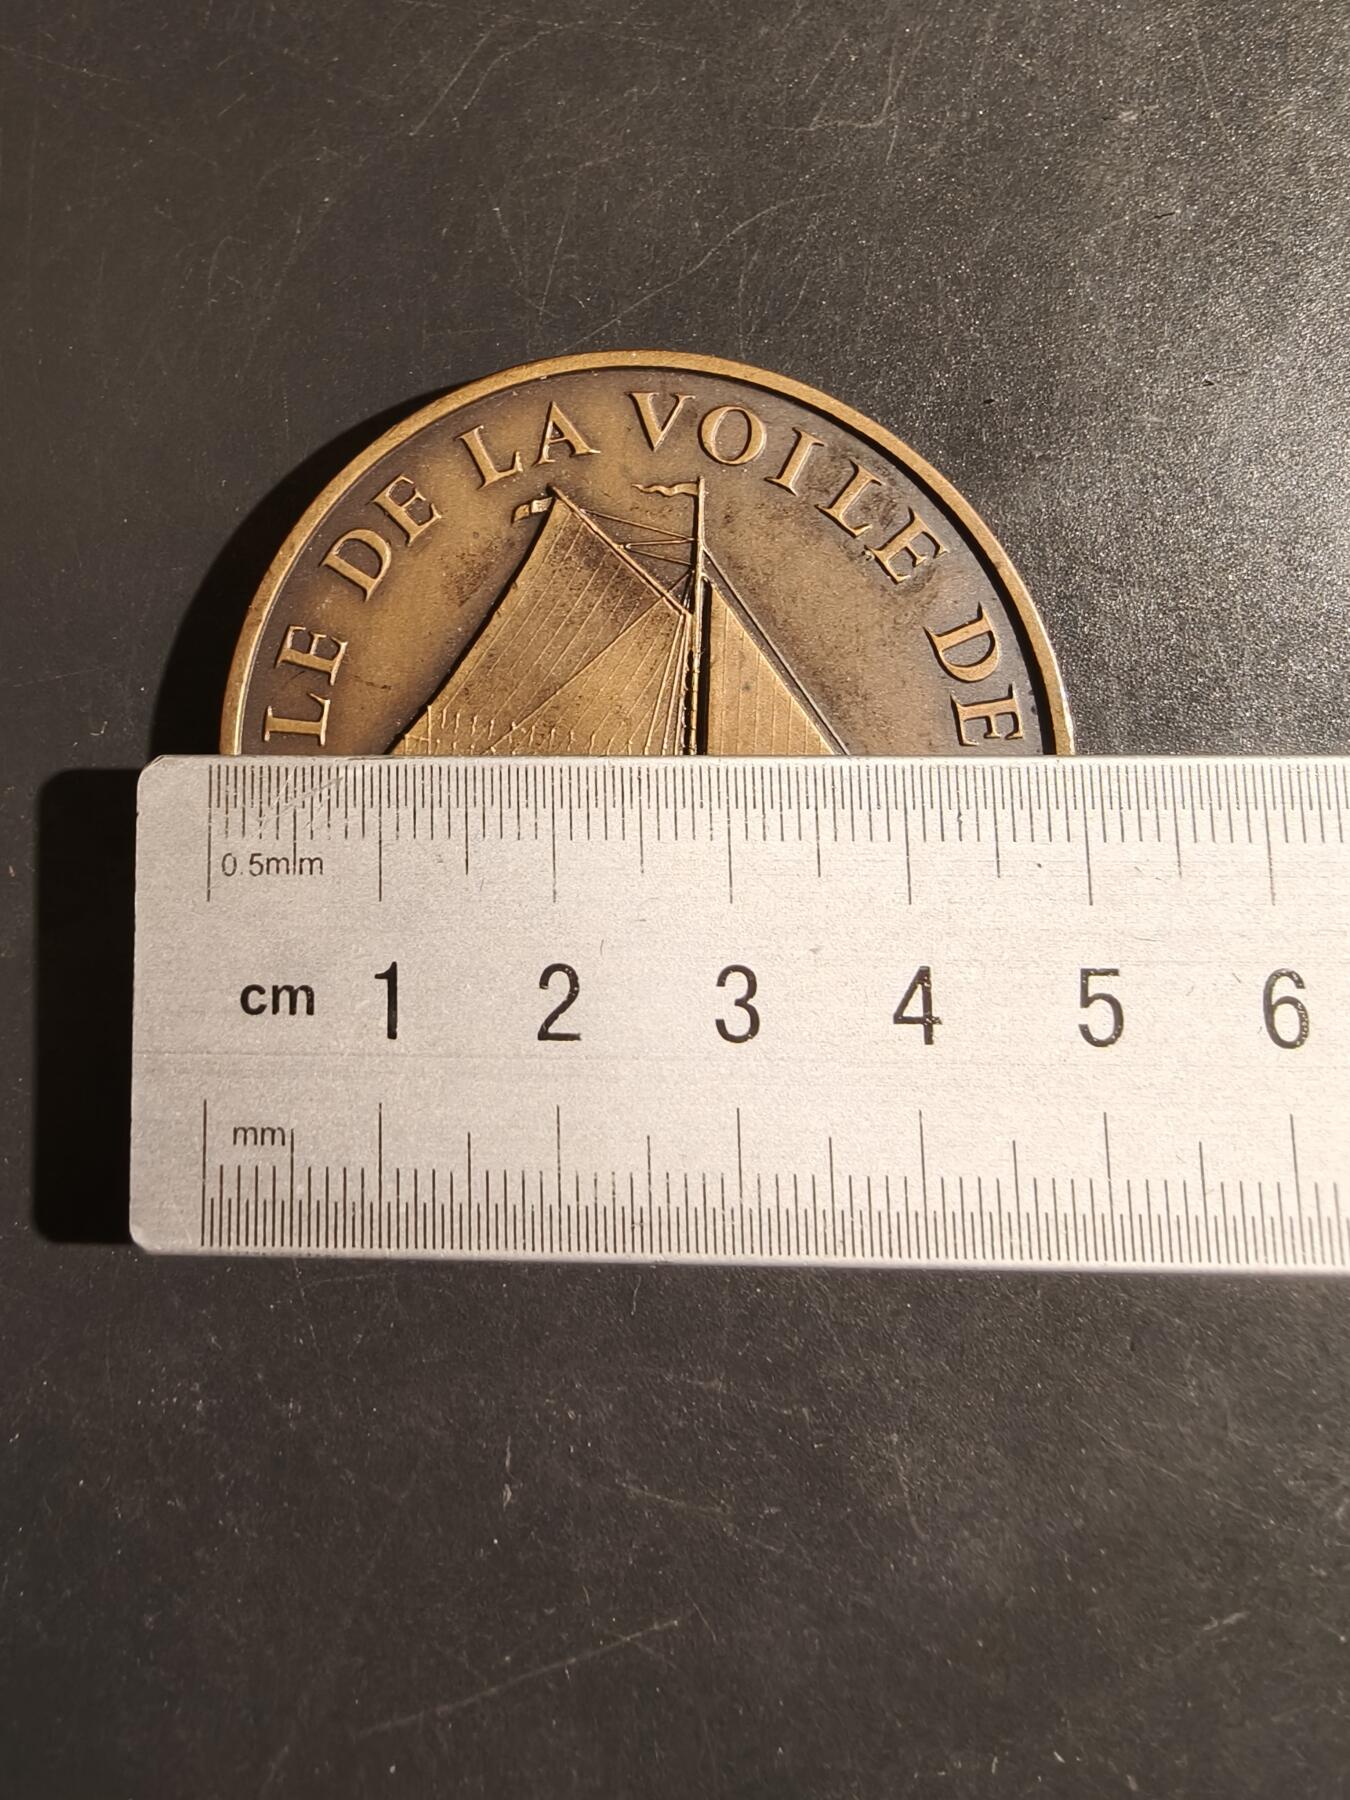 LE DE LA VOILE DE
0.5mm
cm 1 2 3 4 5 6
mm